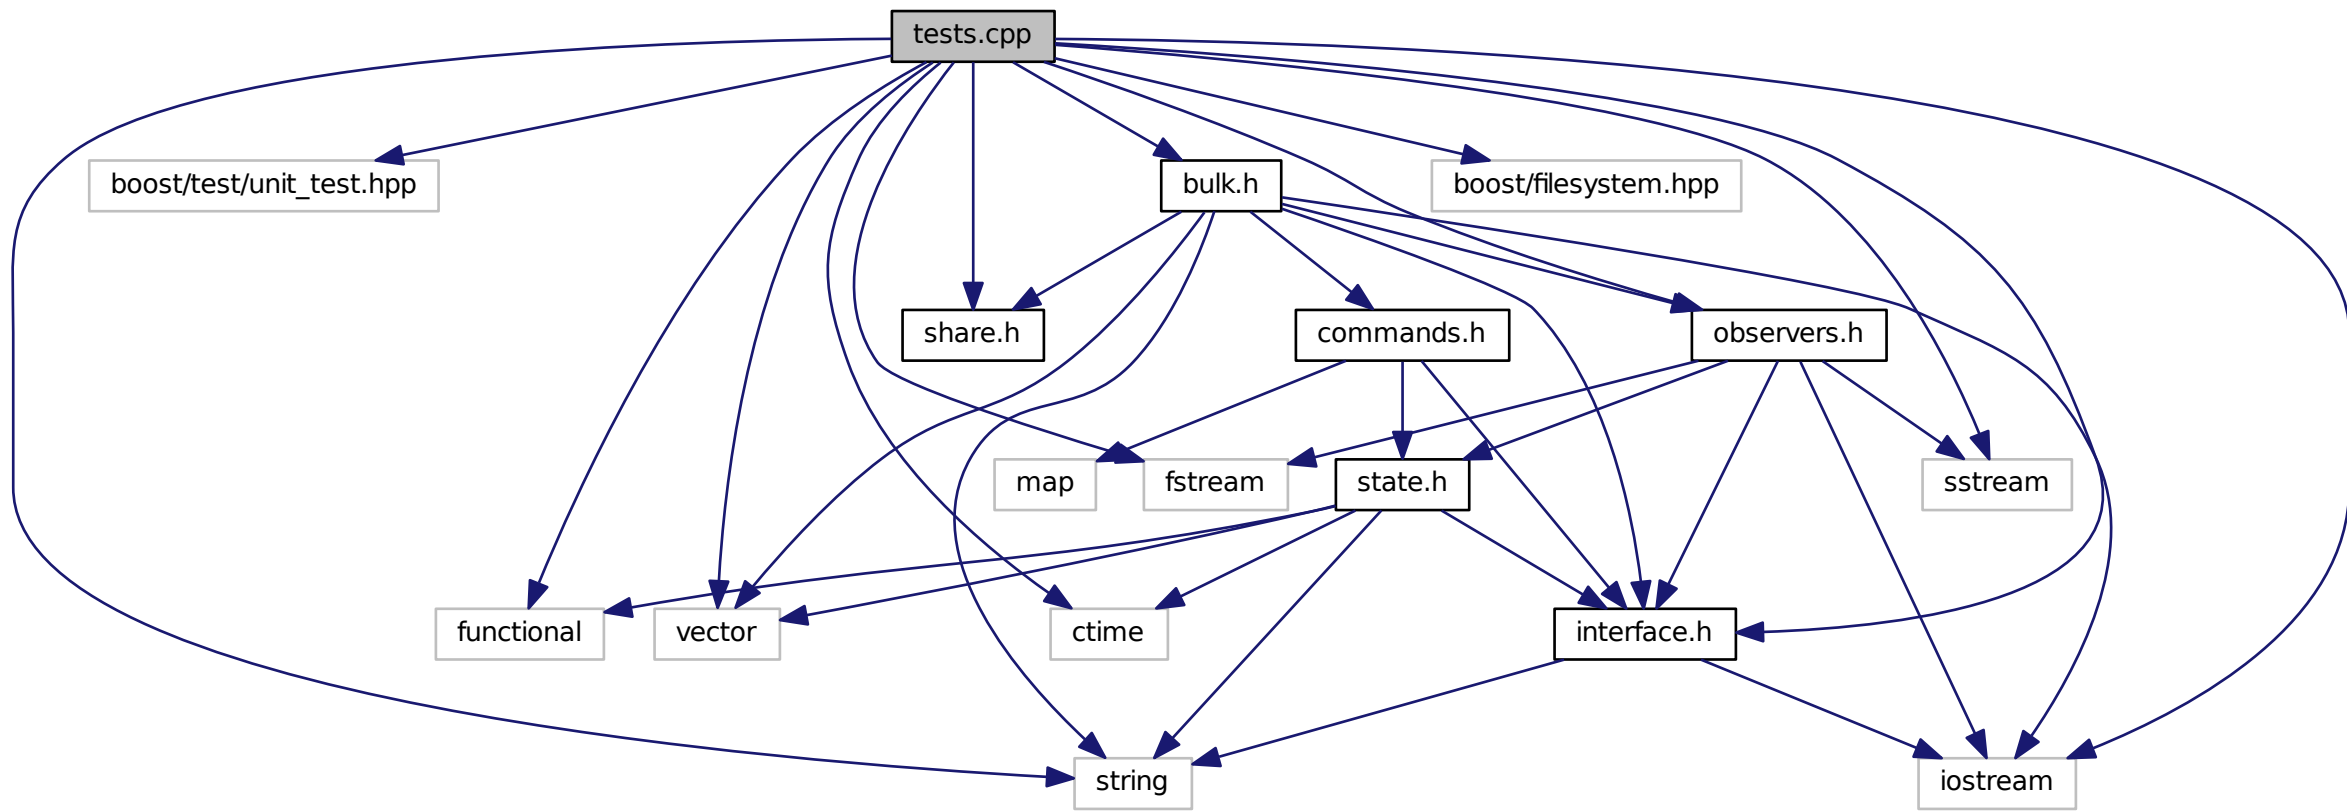 tests.cpp
boost/test/unit_test.hpp
bulk.h
boost/filesystem.hpp
share.h
commands.h
observers.h
map
fstream
state.h
sstream
functional
vector
ctime
interface.h
string
iostream